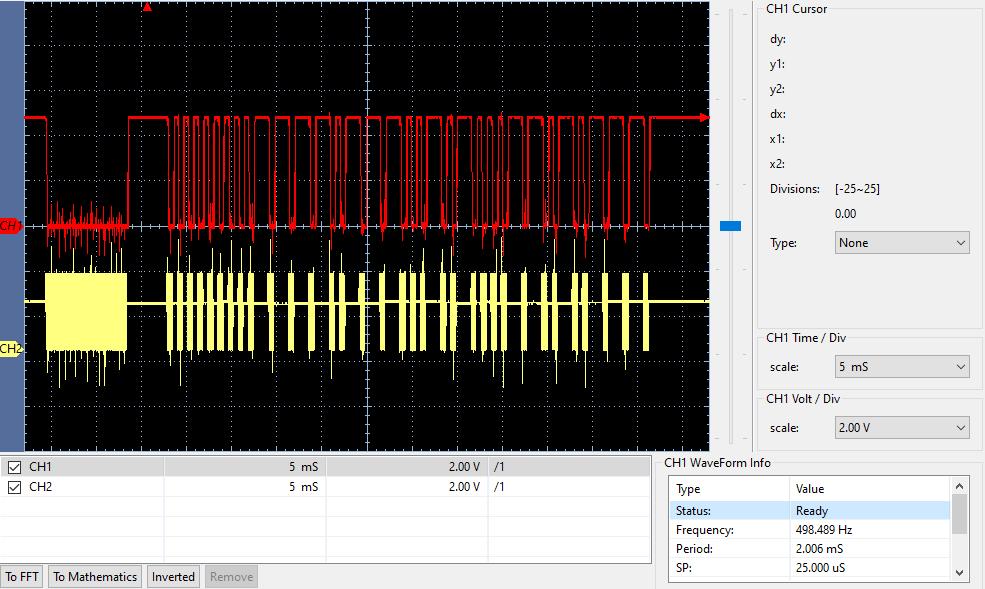 CH1 Cursor
dy:
y1:
y2:
dx:
x1:
x2:
Divisions: [-25~25]
0.00
Type: None
CH1
CH2
CH1 Time / Div
scale: 5 mS
CH1 Volt / Div
scale: 2.00 V
CH1 5 mS 2.00 V /1
CH2 5 mS 2.00 V /1
CH1 WaveForm Info
Type Value
Status: Ready
Frequency: 498.489 Hz
Period: 2.006 mS
SP: 25.000 uS
To FFT To Mathematics Inverted Remove